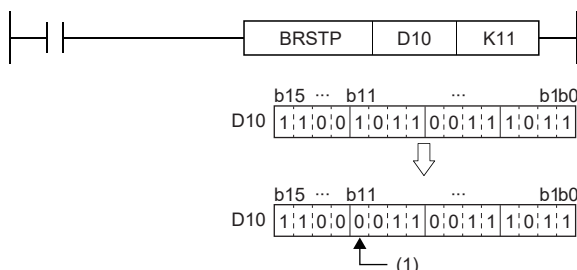 BRSTP D10 K11
b15 ··· b11 ··· b1b0
D10 1 1 0 0 1 0 1 1 0 0 1 1 1 0 1 1
b15 ··· b11 ··· b1b0
D10 1 1 0 0 0 0 1 1 0 0 1 1 1 0 1 1
(1)